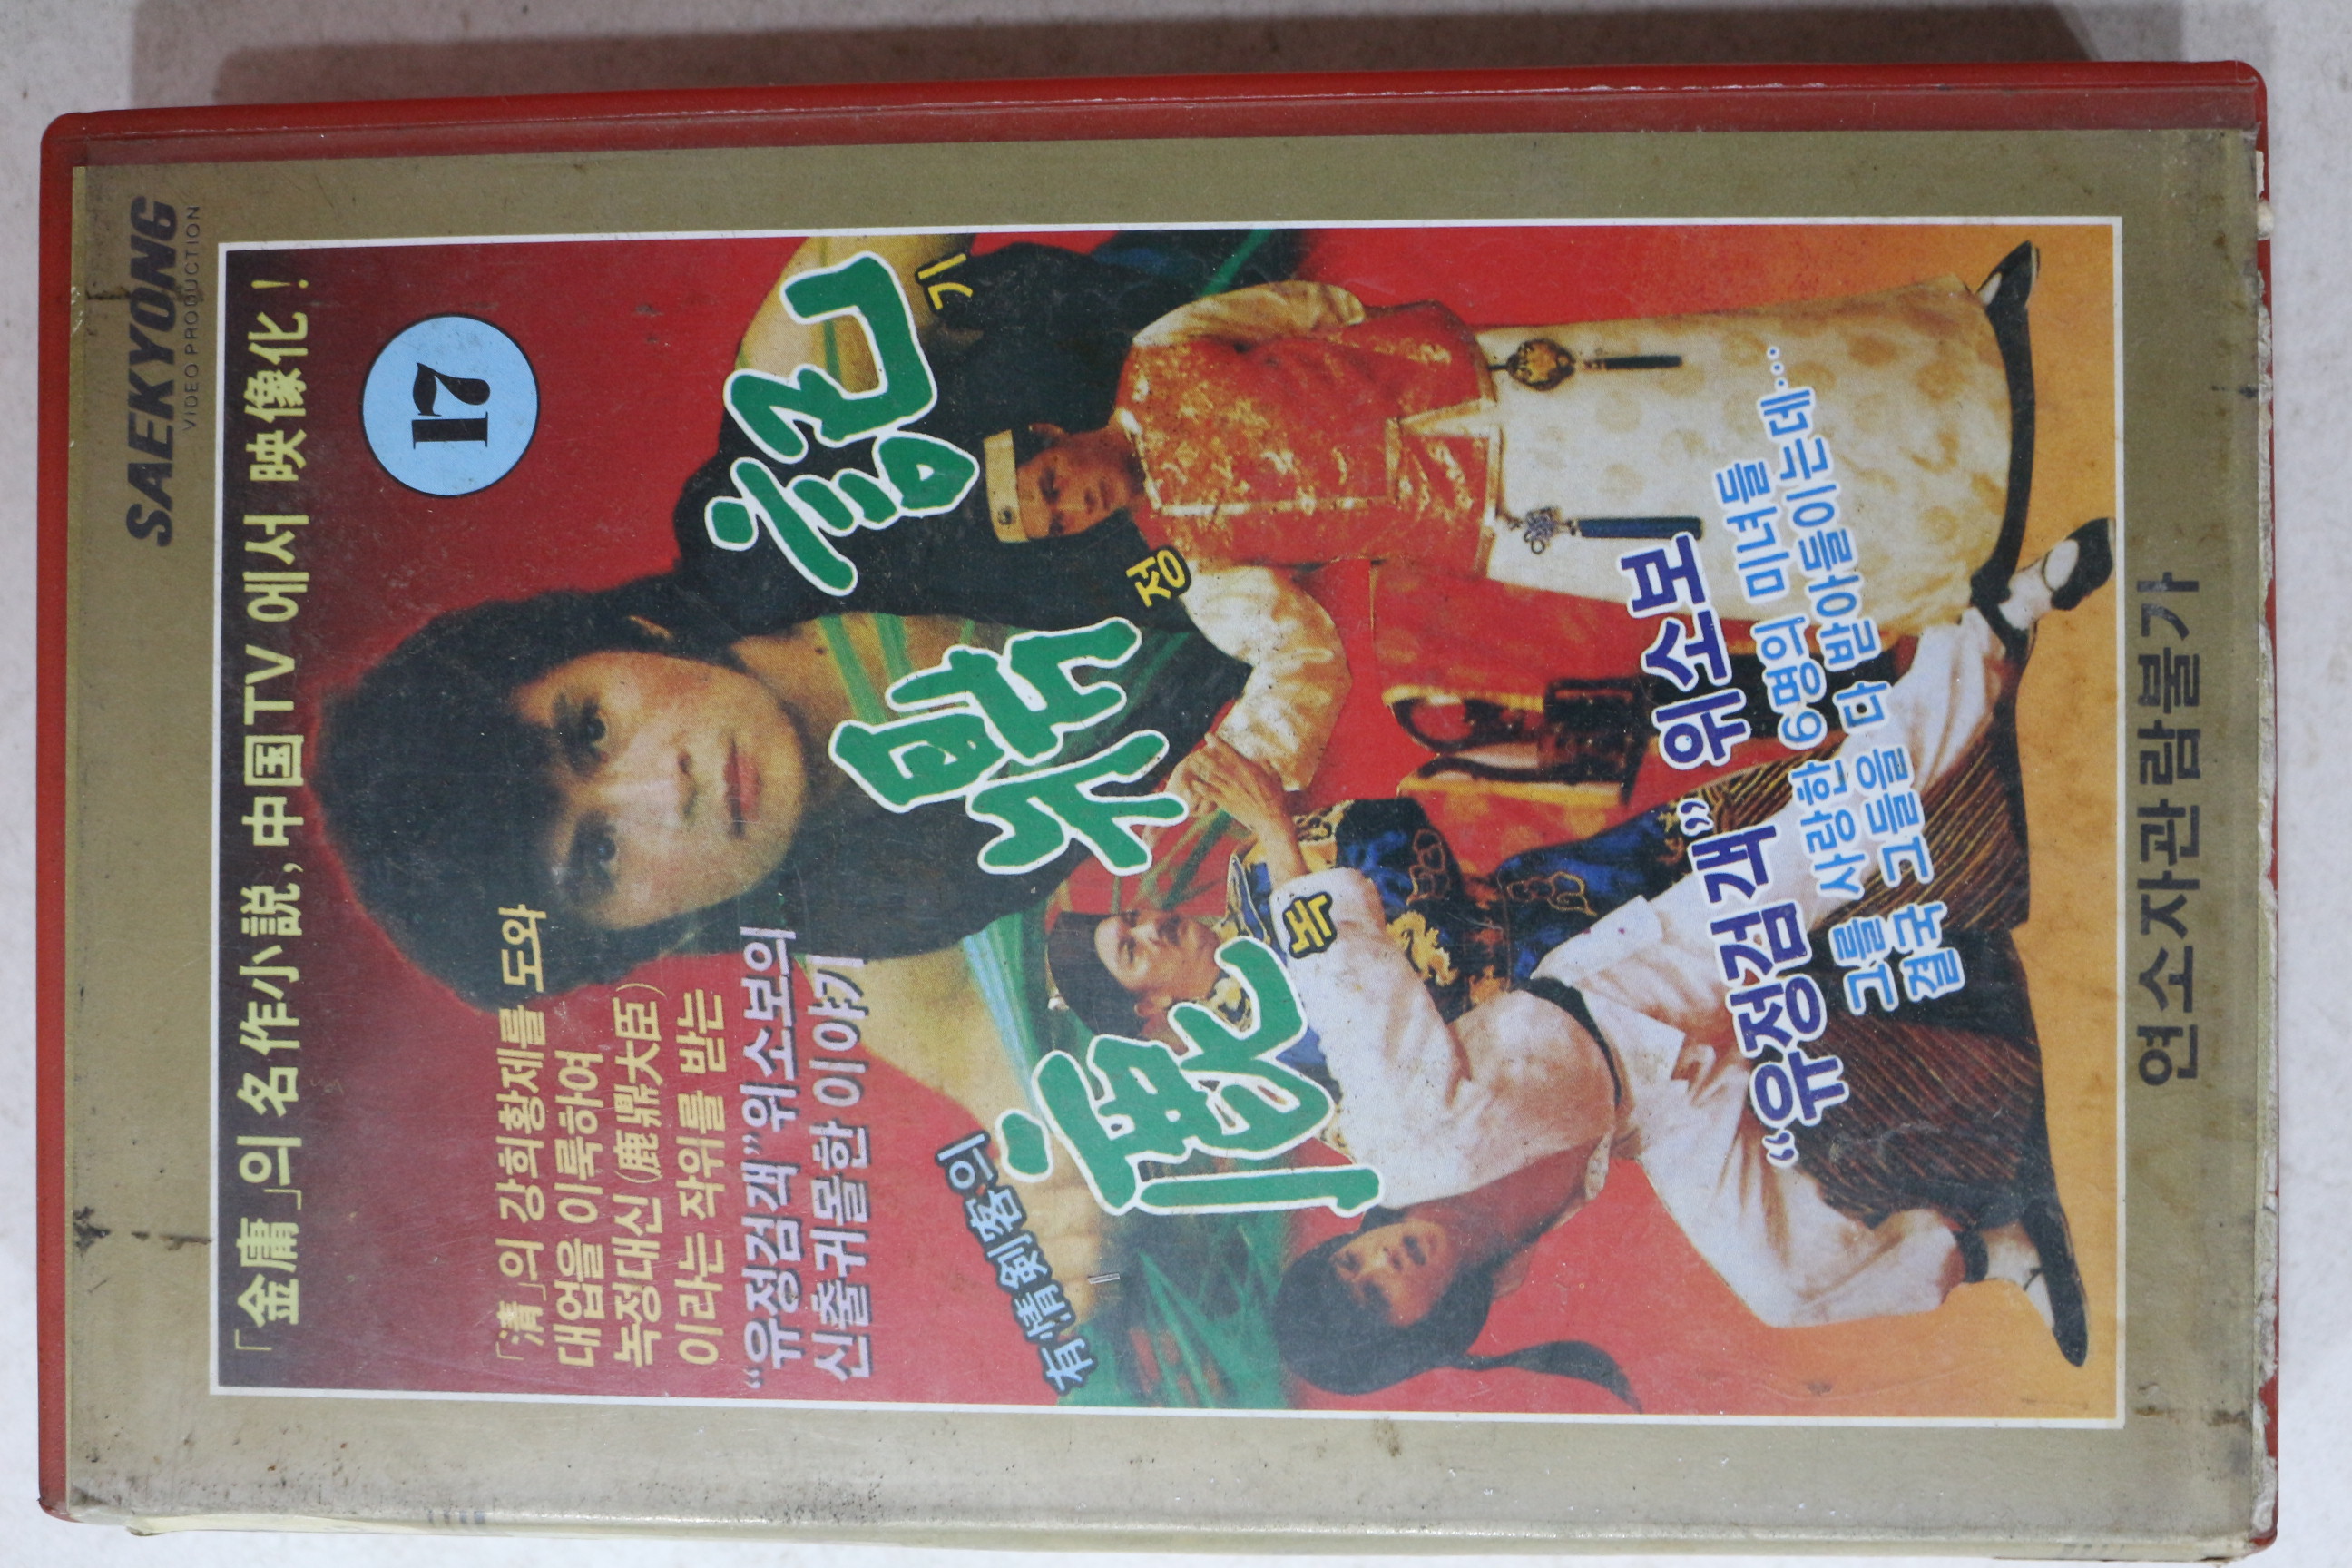 SAEKYONG
VIDEO PRODUCTION
「金庸」의 名作小説, 中国TV 에서 映像化!
17
「清」의 강희황제를 도와
대업을 이룩하여
녹정대신 (鹿鼎大臣)
이라는 작위를 받는
“유정검객”위소보의
신출귀몰한 이야기
有情剣客의
鹿鼎記
녹 정 기
“유정검객” 위소보
그를 사랑한 6명의 미녀들
결국 그들을 다 받아들이는데…
연소자관람불가